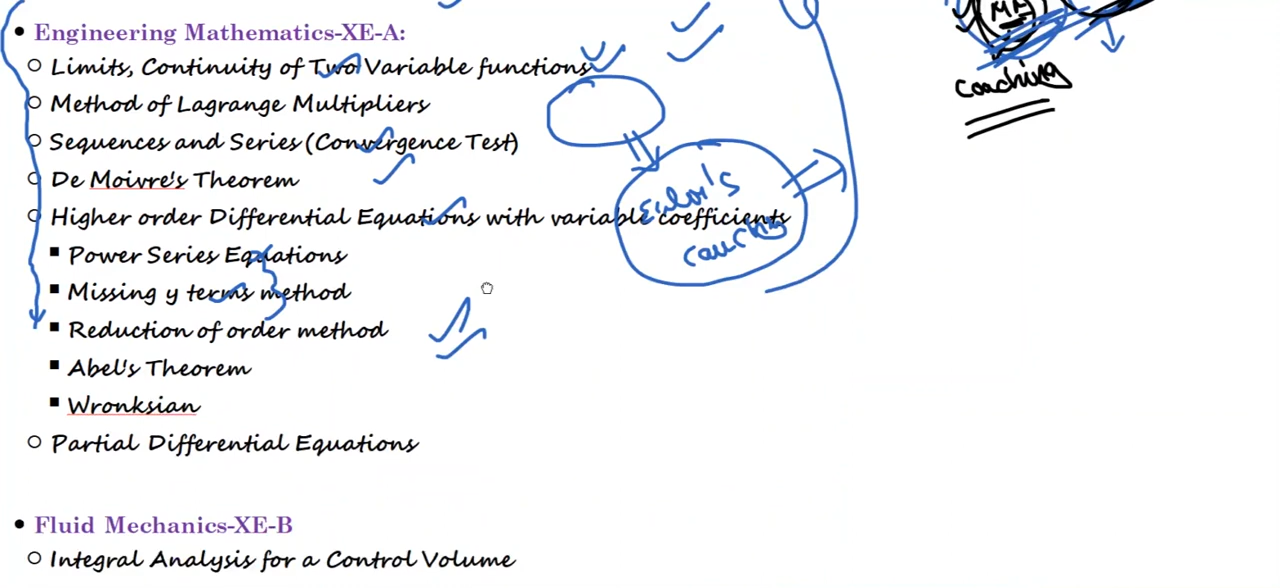 • Engineering Mathematics-XE-A:
○ Limits, Continuity of Two Variable functions
○ Method of Lagrange Multipliers
○ Sequences and Series (Convergence Test)
○ De Moivre's Theorem
○ Higher order Differential Equations with variable coefficients
▪ Power Series Equations
▪ Missing y terms method
▪ Reduction of order method
▪ Abel's Theorem
▪ Wronksian
○ Partial Differential Equations
• Fluid Mechanics-XE-B
○ Integral Analysis for a Control Volume
MA
coaching
Euler's